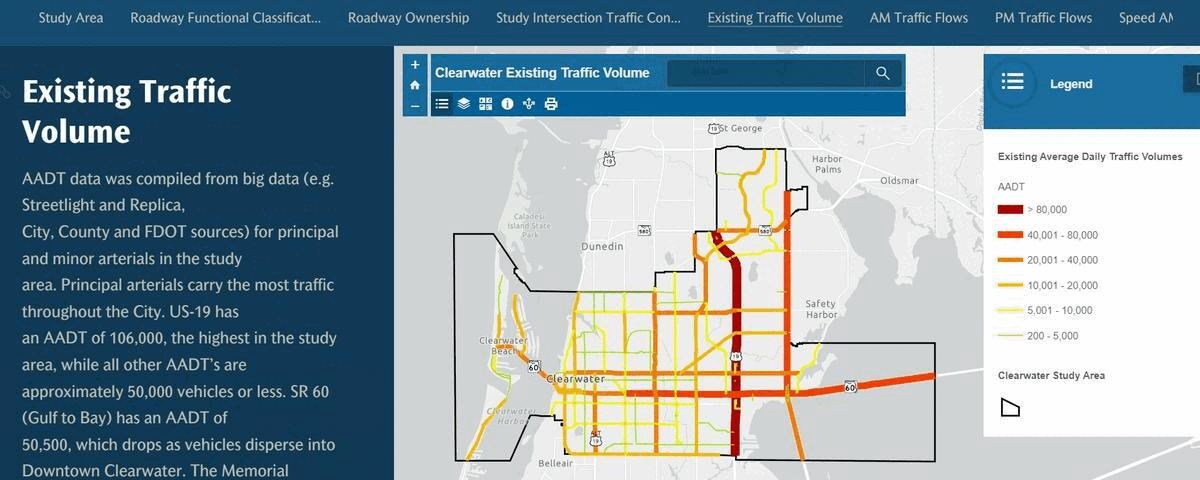 Study Area
Roadway Functional Classificat...
Roadway Ownership
Study Intersection Traffic Con...
Existing Traffic Volume
AM Traffic Flows
PM Traffic Flows
Speed AM
Existing Traffic
Volume
AADT data was compiled from big data (e.g.
Streetlight and Replica,
City, County and FDOT sources) for principal
and minor arterials in the study
area. Principal arterials carry the most traffic
throughout the City. US-19 has
an AADT of 106,000, the highest in the study
area, while all other AADT's are
approximately 50,000 vehicles or less. SR 60
(Gulf to Bay) has an AADT of
50,500, which drops as vehicles disperse into
Downtown Clearwater. The Memorial
Clearwater Existing Traffic Volume
19
St George
ALT
19
Harbor
Palms
Oldsmar
Caladesi
Island State
Park
580
580
Dunedin
Safety
Harbor
Clearwater
Beach
60
19
Clearwater
60
Clearwater
Harbor
ALT
19
Belleair
Legend
Existing Average Daily Traffic Volumes
AADT
> 80,000
40,001 - 80,000
20,001 - 40,000
10,001 - 20,000
5,001 - 10,000
200 - 5,000
Clearwater Study Area